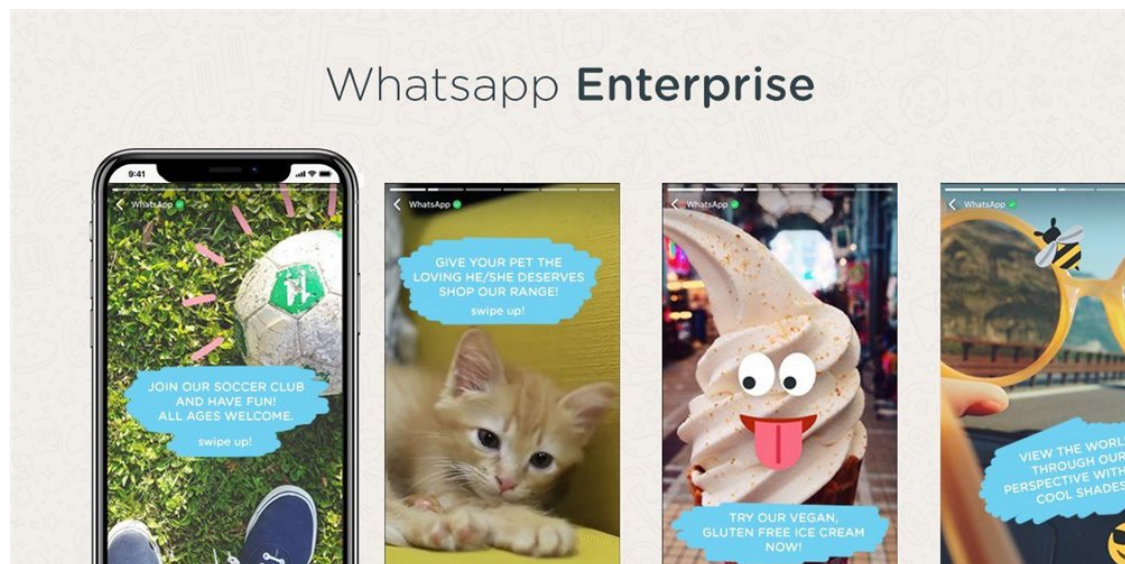 Whatsapp Enterprise
9:41
WhatsApp
JOIN OUR SOCCER CLUB
AND HAVE FUN!
ALL AGES WELCOME.
swipe up!
WhatsApp
GIVE YOUR PET THE
LOVING HE/SHE DESERVES
SHOP OUR RANGE!
swipe up!
WhatsApp
TRY OUR VEGAN,
GLUTEN FREE ICE CREAM
NOW!
WhatsApp
VIEW THE WORL
THROUGH OUR
PERSPECTIVE WITH
COOL SHADES